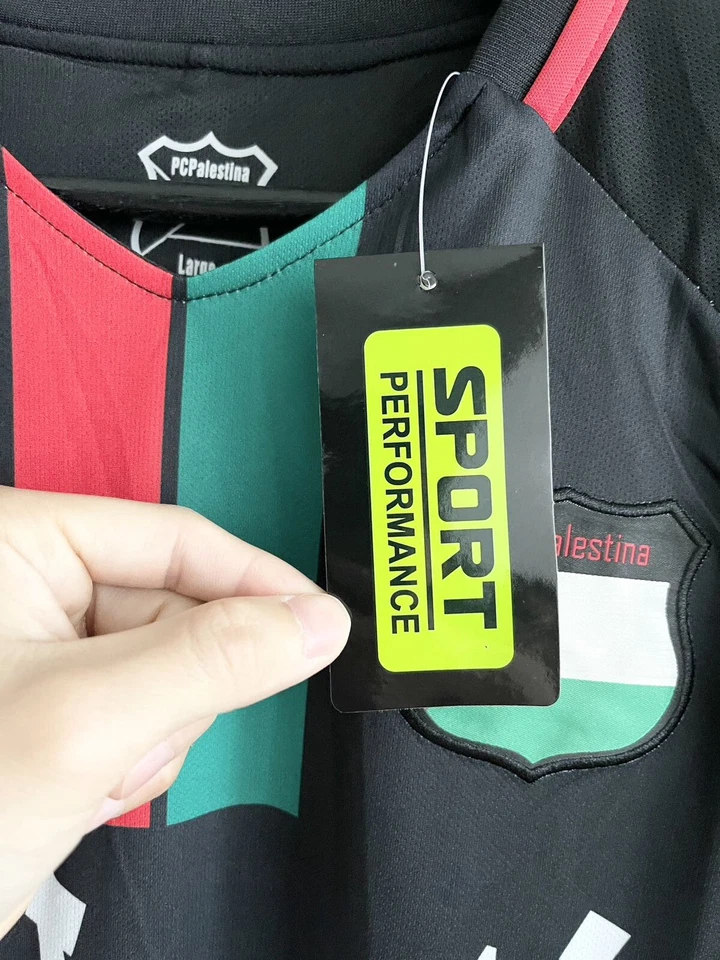 PCPalestina
Large
SPORT
PERFORMANCE
alestina